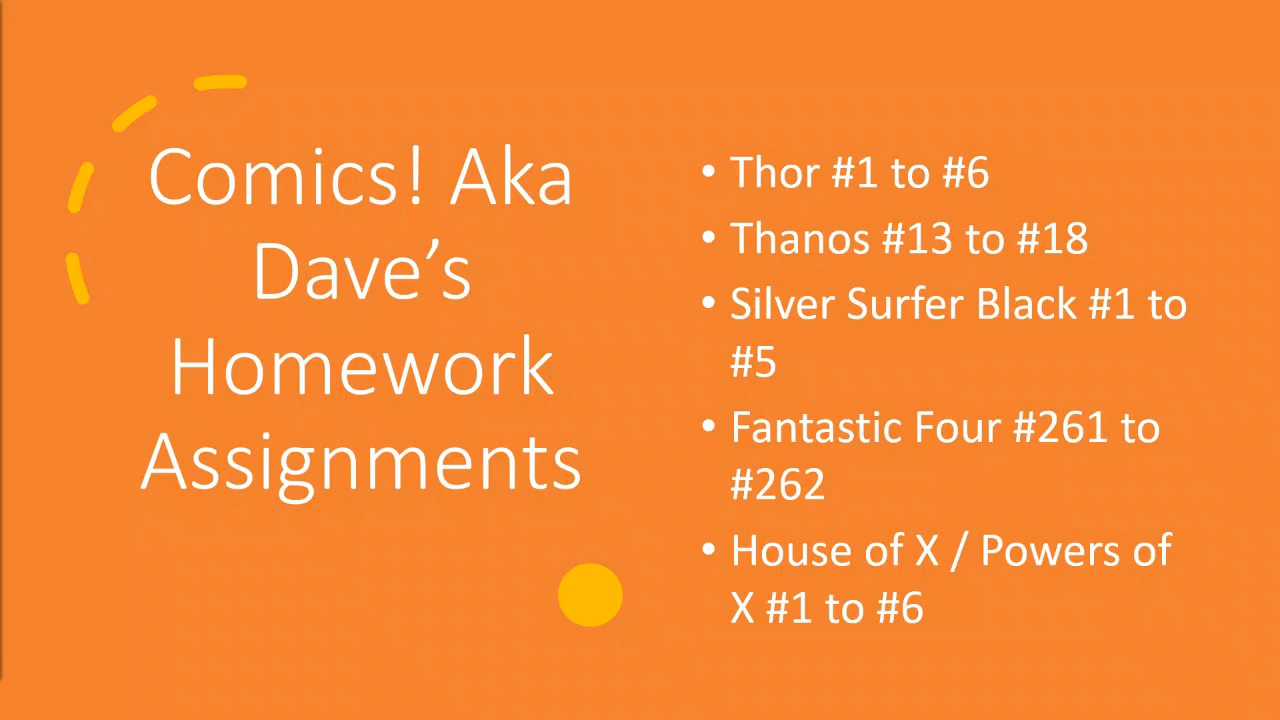 Comics! Aka
Dave’s
Homework
Assignments
• Thor #1 to #6
• Thanos #13 to #18
• Silver Surfer Black #1 to
#5
• Fantastic Four #261 to
#262
• House of X / Powers of
X #1 to #6